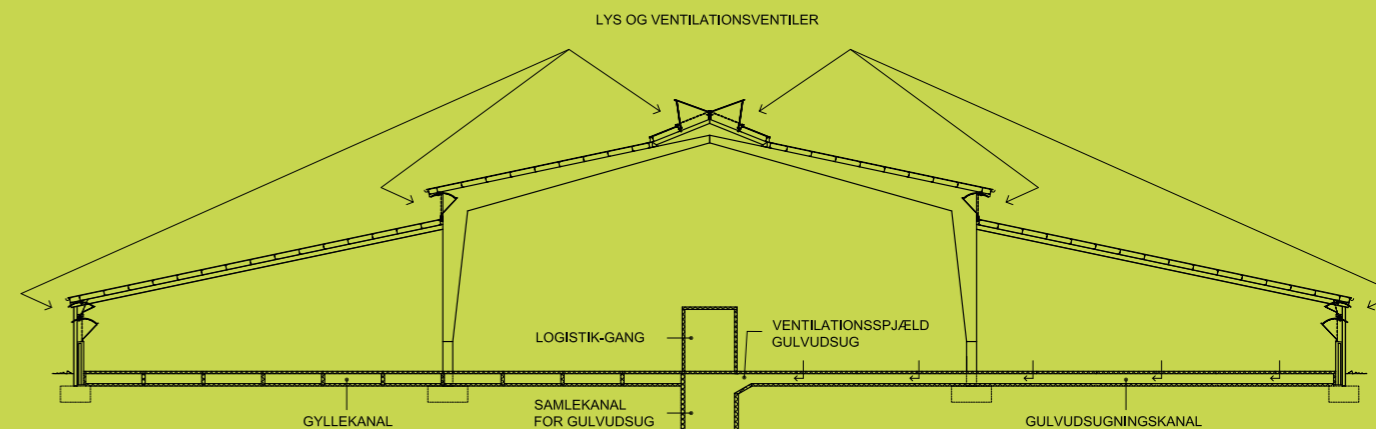 LYS OG VENTILATIONSVENTILER
LOGISTIK-GANG
VENTILATIONSSPJÆLD
GULVUDSUG
GYLLEKANAL
SAMLEKANAL
FOR GULVUDSUG
GULVUDSUGNINGSKANAL